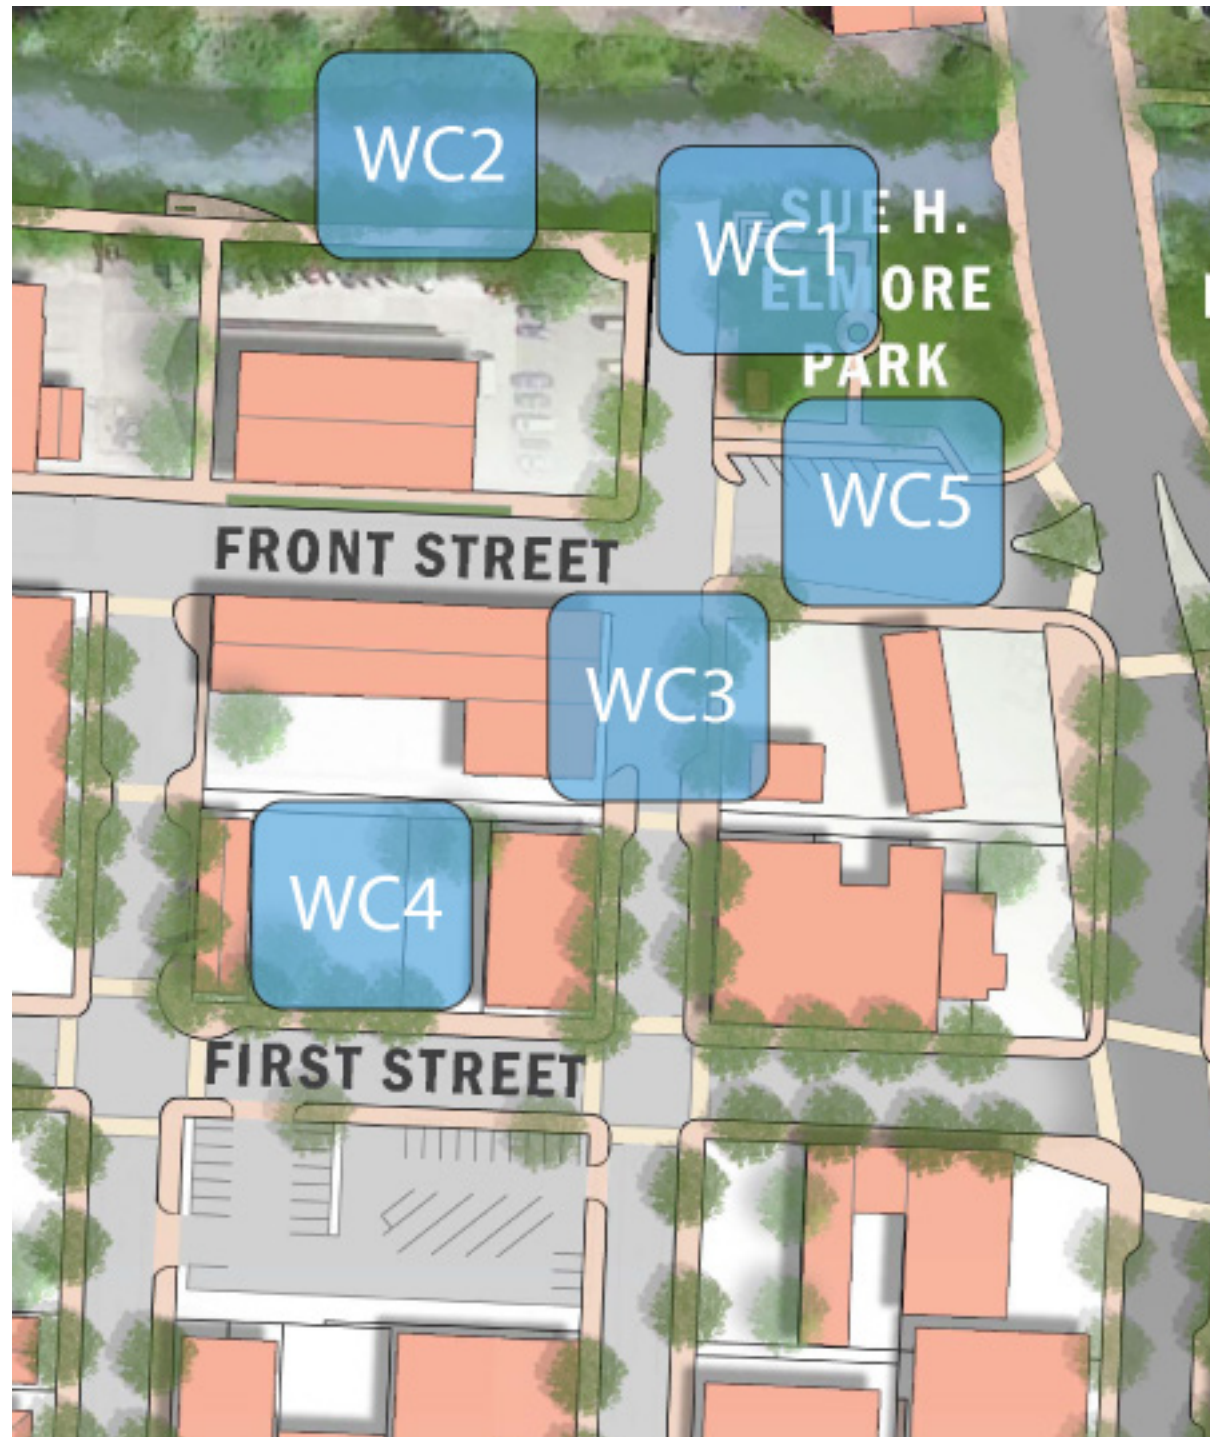 WC2
WC1
SUE H.
ELMORE
PARK
WC5
FRONT STREET
WC3
WC4
FIRST STREET